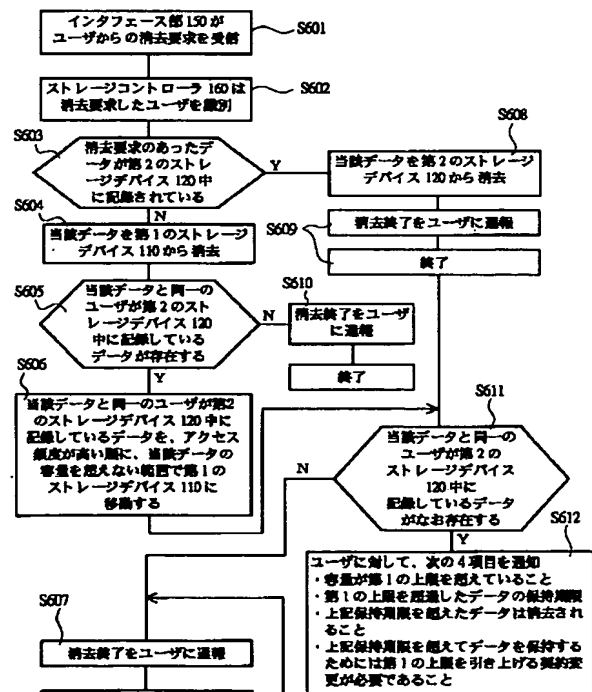 インタフェース部150が
ユーザからの消去要求を受信
S601
ストレージコントローラ160は
消去要求したユーザを識別
S602
S603
消去要求のあったデ
ータが第2のストレ
ージデバイス120中
に記録されている
Y
N
S608
当該データを第2のストレージ
デバイス120から消去
S609
消去終了をユーザに通報
終了
S604
当該データを第1のストレージ
デバイス110から消去
S605
当該データと同一の
ユーザが第2のスト
レージデバイス120
中に記録している
データが存在する
N
Y
S610
消去終了をユーザ
に通報
終了
S606
当該データと同一のユーザが第2
のストレージデバイス120中に
記録しているデータを、アクセス
頻度が高い順に、当該データの
容量を超えない範囲で第1の
ストレージデバイス110に
移動する
S611
当該データと同一の
ユーザが第2の
ストレージデバイス
120中に
記録しているデータ
がなお存在する
N
Y
S612
ユーザに対して、次の4項目を通知
・容量が第1の上限を超えていること
・第1の上限を超過したデータの保持期限
・上記保持期限を超えたデータは消去され
ること
・上記保持期限を超えてデータを保持する
ためには第1の上限を引き上げる契約変
更が必要であること
S607
消去終了をユーザに通報